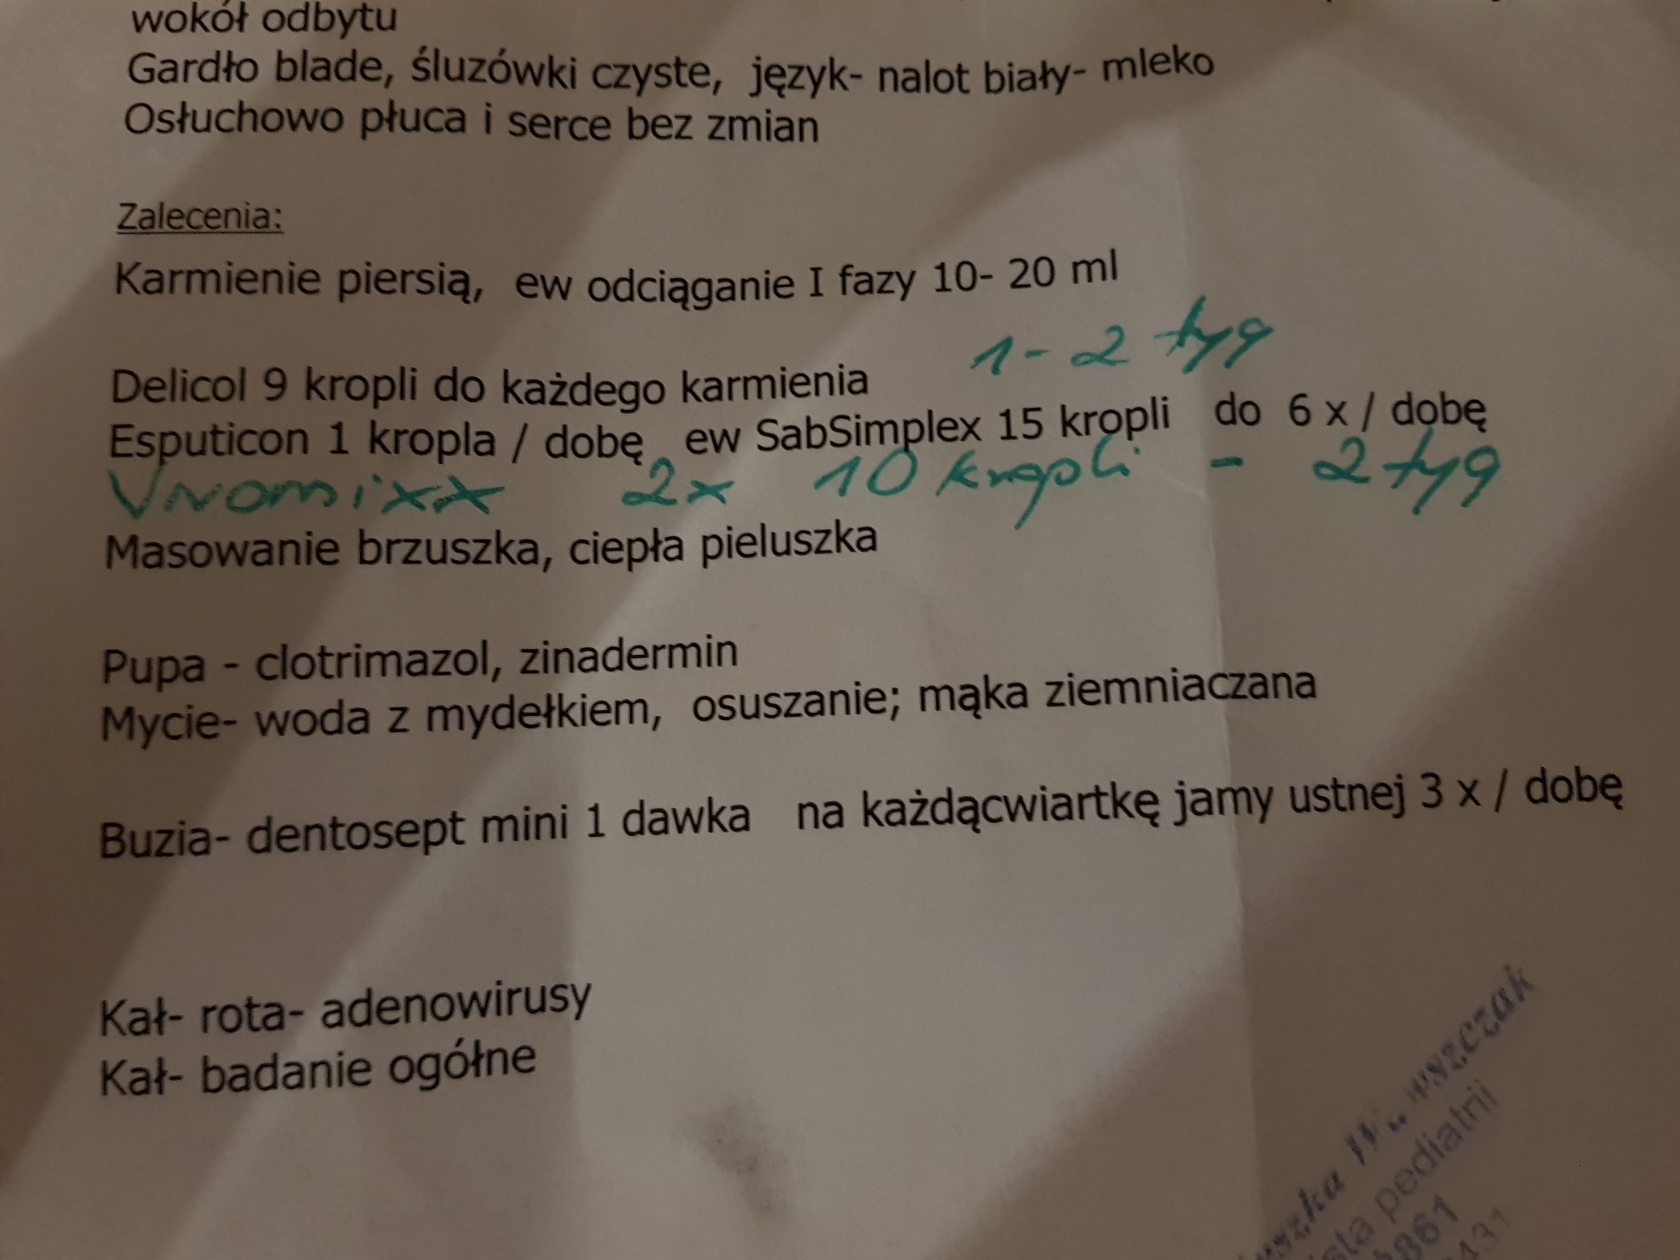 wokół odbytu
Gardło blade, śluzówki czyste, język- nalot biały- mleko
Osłuchowo płuca i serce bez zmian
Zalecenia:
Karmienie piersią, ew odciąganie I fazy 10- 20 ml
1-2 tyg
Delicol 9 kropli do każdego karmienia
Esputicon 1 kropla / dobę, ew SabSimplex 15 kropli do 6 x / dobę
Vivomixx 2x 10 kropli - 2 tyg
Masowanie brzuszka, ciepła pieluszka
Pupa - clotrimazol, zinadermin
Mycie- woda z mydełkiem, osuszanie; mąka ziemniaczana
Buzia- dentosept mini 1 dawka na każdącwiartkę jamy ustnej 3 x / dobę
Kał- rota- adenowirusy
Kał- badanie ogólne
pediatrii